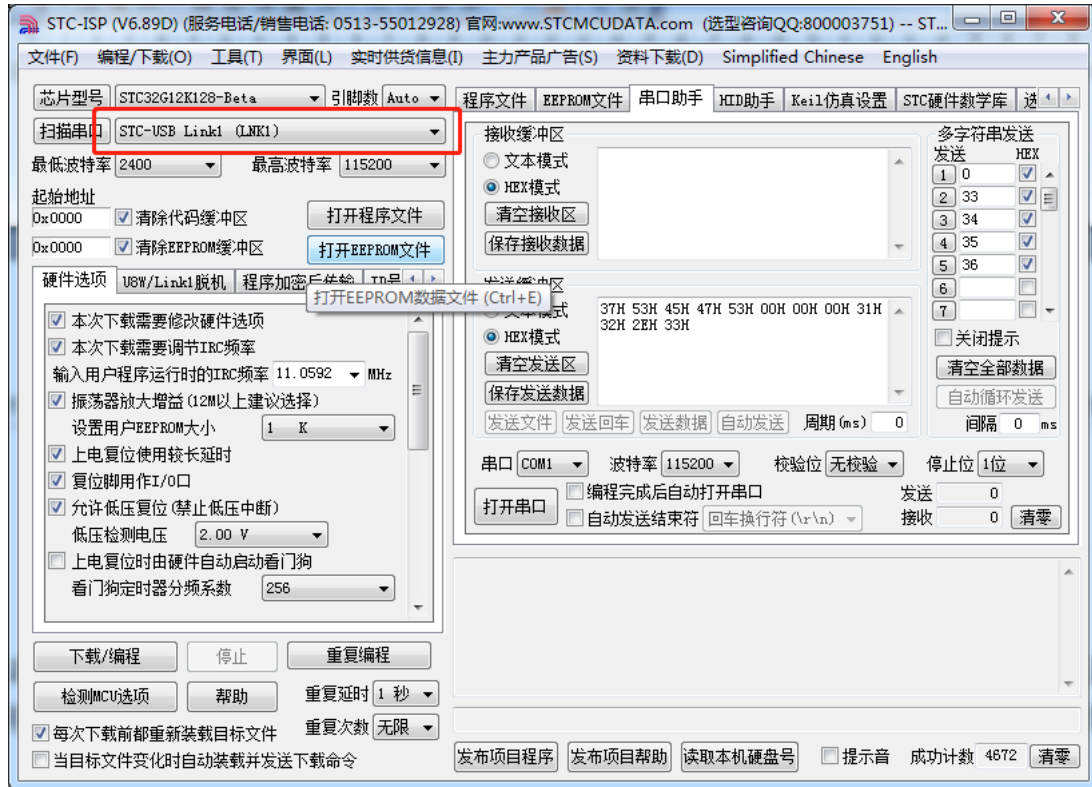 STC-ISP (V6.89D) (服务电话/销售电话: 0513-55012928) 官网:www.STCMCUDATA.com (选型咨询QQ:800003751) -- ST...
文件(F) 编程/下载(O) 工具(T) 界面(L) 实时供货信息(I) 主力产品广告(S) 资料下载(D) Simplified Chinese English
芯片型号 STC32G12K128-Beta 引脚数 Auto
扫描串口 STC-USB Link1 (LNK1)
最低波特率 2400 最高波特率 115200
起始地址
0x0000 清除代码缓冲区 打开程序文件
0x0000 清除EEPROM缓冲区 打开EEPROM文件
硬件选项 U8W/Link1脱机 程序加密后传输 ID号
打开EEPROM数据文件 (Ctrl+E)
本次下载需要修改硬件选项
本次下载需要调节IRC频率
输入用户程序运行时的IRC频率 11.0592 MHz
振荡器放大增益(12M以上建议选择)
设置用户EEPROM大小 1 K
上电复位使用较长延时
复位脚用作I/O口
允许低压复位(禁止低压中断)
低压检测电压 2.00 V
上电复位时由硬件自动启动看门狗
看门狗定时器分频系数 256
下载/编程 停止 重复编程
检测MCU选项 帮助 重复延时 1 秒
每次下载前都重新装载目标文件 重复次数 无限
当目标文件变化时自动装载并发送下载命令
程序文件 EEPROM文件 串口助手 HID助手 Keil仿真设置 STC硬件数学库 选
接收缓冲区
文本模式
HEX模式
清空接收区
保存接收数据
发送缓冲区
文本模式
HEX模式
清空发送区
保存发送数据
37H 53H 45H 47H 53H 00H 00H 00H 31H
32H 2EH 33H
发送文件 发送回车 发送数据 自动发送 周期(ms) 0
多字符串发送
发送 HEX
1 0
2 33
3 34
4 35
5 36
6
7
关闭提示
清空全部数据
自动循环发送
间隔 0 ms
串口 COM1 波特率 115200 校验位 无校验 停止位 1位
打开串口 编程完成后自动打开串口 发送 0
自动发送结束符 回车换行符(\r\n) 接收 0 清零
发布项目程序 发布项目帮助 读取本机硬盘号 提示音 成功计数 4672 清零